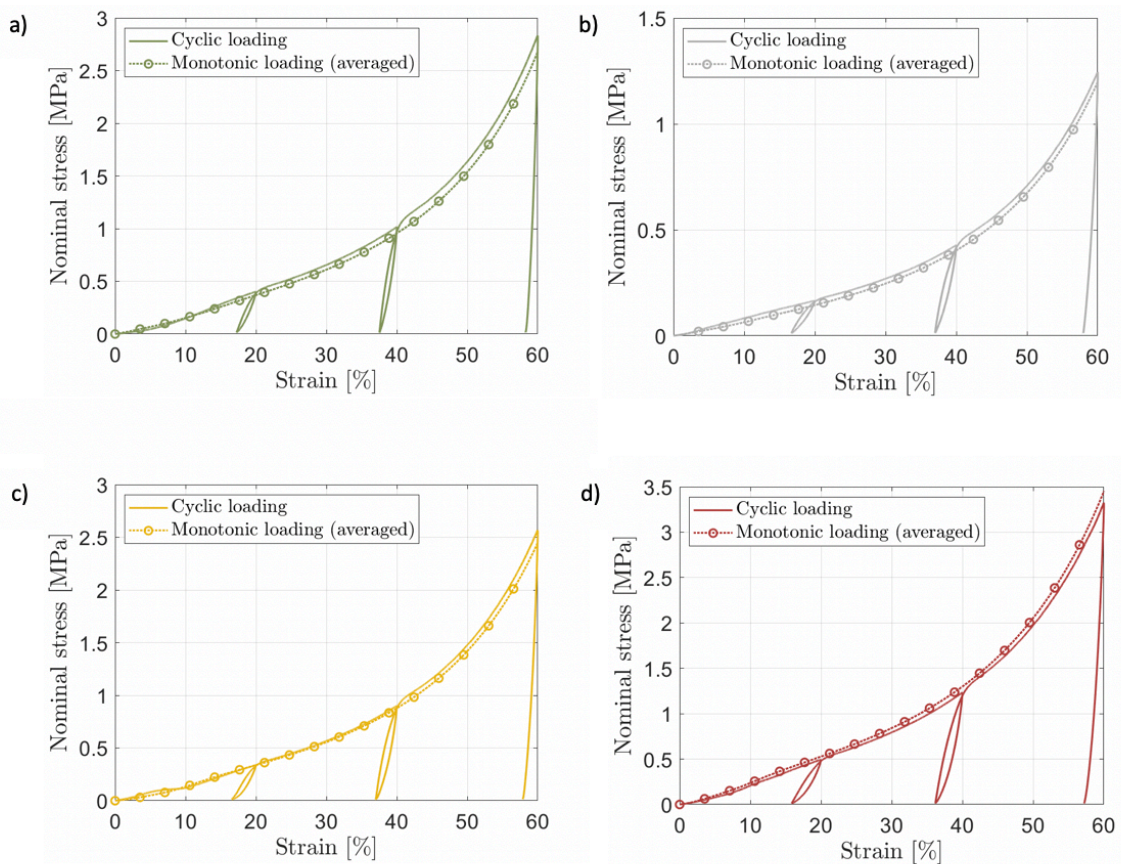 a)
Nominal stress [MPa]
3
2.5
2
1.5
1
0.5
0
Cyclic loading
Monotonic loading (averaged)
0 10 20 30 40 50 60
Strain [%]
b)
Nominal stress [MPa]
1.5
1
0.5
0
Cyclic loading
Monotonic loading (averaged)
0 10 20 30 40 50 60
Strain [%]
c)
Nominal stress [MPa]
3
2.5
2
1.5
1
0.5
0
Cyclic loading
Monotonic loading (averaged)
0 10 20 30 40 50 60
Strain [%]
d)
Nominal stress [MPa]
3.5
3
2.5
2
1.5
1
0.5
0
Cyclic loading
Monotonic loading (averaged)
0 10 20 30 40 50 60
Strain [%]